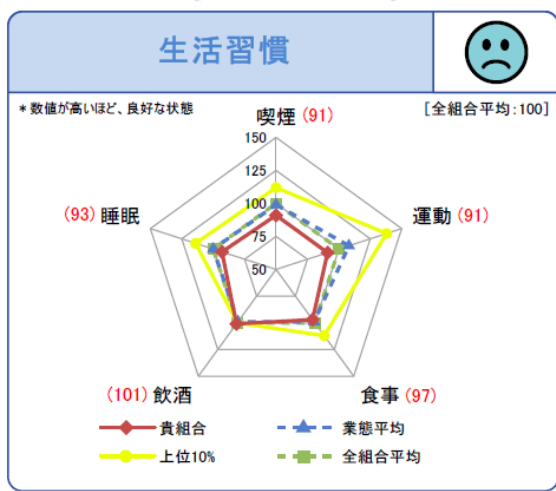 生活習慣
*数値が高いほど、良好な状態
[全組合平均:100]
喫煙(91)
150
125
100
75
50
(93)睡眠
運動(91)
(101)飲酒
食事(97)
貴組合
業態平均
上位10%
全組合平均